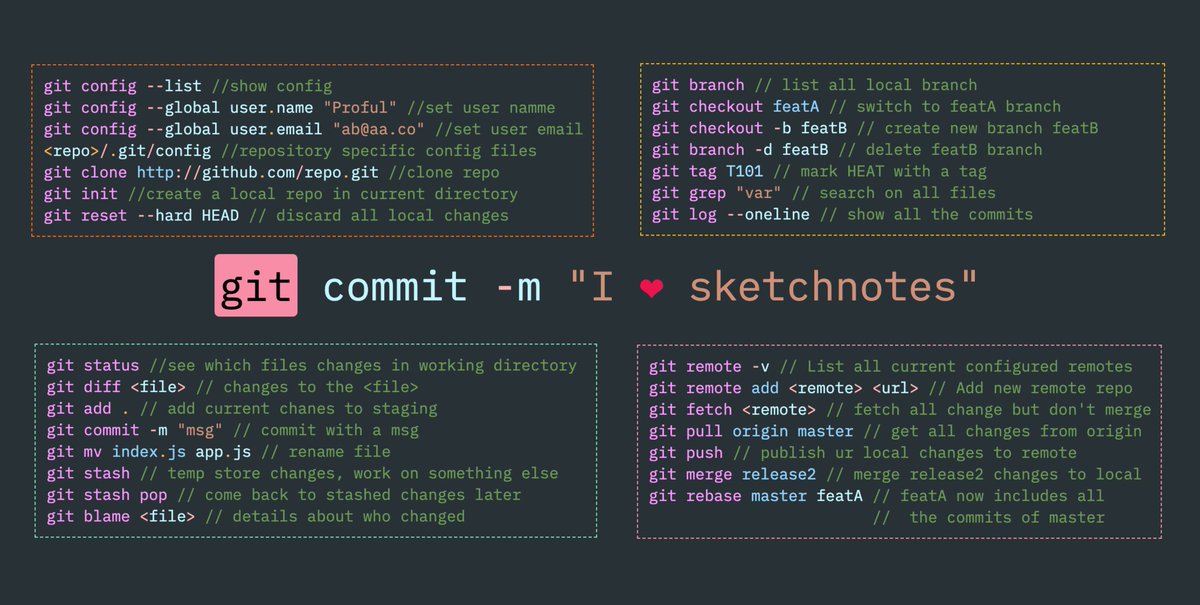 git config --list //show config
git config --global user.name "Proful" //set user namme
git config --global user.email "ab@aa.co" //set user email
<repo>/.git/config //repository specific config files
git clone http://github.com/repo.git //clone repo
git init //create a local repo in current directory
git reset --hard HEAD // discard all local changes
git branch // list all local branch
git checkout featA // switch to featA branch
git checkout -b featB // create new branch featB
git branch -d featB // delete featB branch
git tag T101 // mark HEAT with a tag
git grep "var" // search on all files
git log --oneline // show all the commits
git commit -m "I ❤ sketchnotes"
git status //see which files changes in working directory
git diff <file> // changes to the <file>
git add . // add current chanes to staging
git commit -m "msg" // commit with a msg
git mv index.js app.js // rename file
git stash // temp store changes, work on something else
git stash pop // come back to stashed changes later
git blame <file> // details about who changed
git remote -v // List all current configured remotes
git remote add <remote> <url> // Add new remote repo
git fetch <remote> // fetch all change but don't merge
git pull origin master // get all changes from origin
git push // publish ur local changes to remote
git merge release2 // merge release2 changes to local
git rebase master featA // featA now includes all
// the commits of master